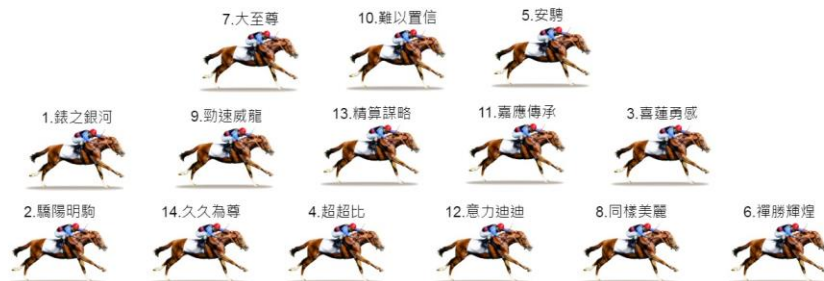 7.大至尊
10.難以置信
5.安騁
1.錶之銀河
9.勁速威龍
13.精算謀略
11.嘉應傳承
3.喜蓮勇感
2.驕陽明駒
14.久久為尊
4.超超比
12.意力迪迪
8.同樣美麗
6.禪勝輝煌